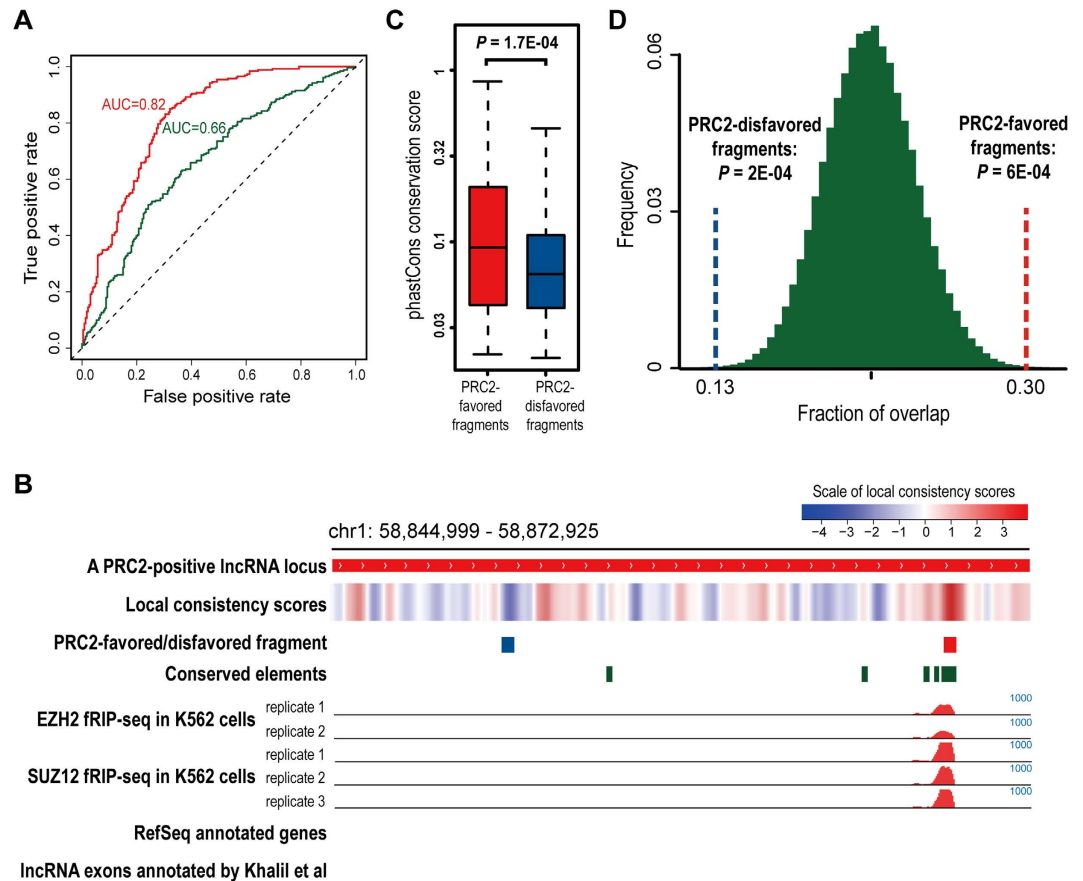 A
1.0
0.8
0.6
0.4
0.2
0.0
True positive rate
AUC=0.82
AUC=0.66
0.0 0.2 0.4 0.6 0.8 1.0
False positive rate
C
P = 1.7E-04
1
0.32
0.1
0.03
phastCons conservation score
PRC2-
favored
fragments
PRC2-
disfavored
fragments
D
0.06
0.03
0
Frequency
PRC2-disfavored
fragments:
P = 2E-04
PRC2-favored
fragments:
P = 6E-04
0.13 0.30
Fraction of overlap
B
Scale of local consistency scores
−4 −3 −2 −1 0 1 2 3
chr1: 58,844,999 - 58,872,925
A PRC2-positive lncRNA locus
Local consistency scores
PRC2-favored/disfavored fragment
Conserved elements
EZH2 fRIP-seq in K562 cells
replicate 1 1000
replicate 2 1000
SUZ12 fRIP-seq in K562 cells
replicate 1 1000
replicate 2 1000
replicate 3 1000
RefSeq annotated genes
lncRNA exons annotated by Khalil et al